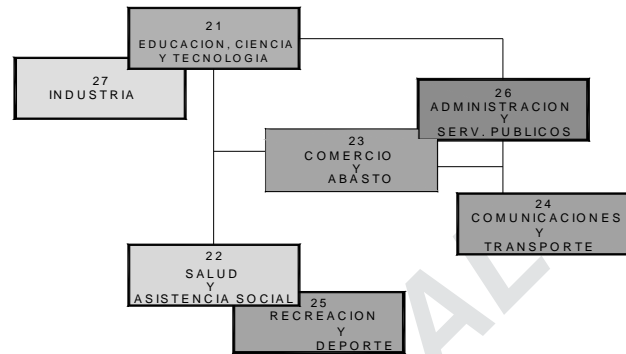 21
EDUCACION, CIENCIA
Y TECNOLOGIA
27
INDUSTRIA
26
ADMINISTRACION
Y
SERV. PUBLICOS
23
COMERCIO
Y
ABASTO
24
COMUNICACIONES
Y
TRANSPORTE
22
SALUD
Y
ASISTENCIA SOCIAL
25
RECREACION
Y
DEPORTE